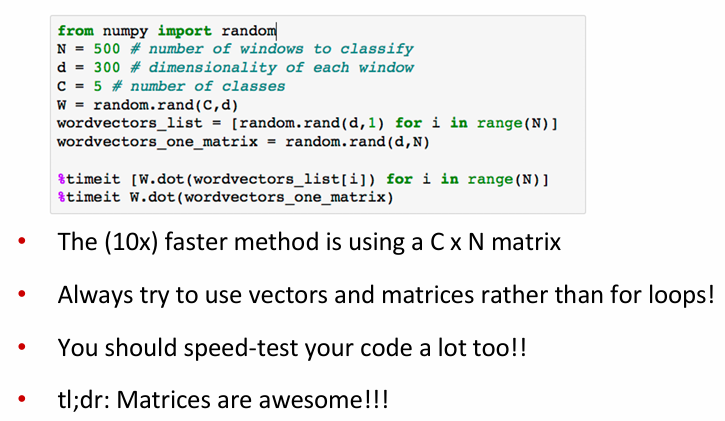 from numpy import random
N = 500 # number of windows to classify
d = 300 # dimensionality of each window
C = 5 # number of classes
W = random.rand(C,d)
wordvectors_list = [random.rand(d,1) for i in range(N)]
wordvectors_one_matrix = random.rand(d,N)
%timeit [W.dot(wordvectors_list[i]) for i in range(N)]
%timeit W.dot(wordvectors_one_matrix)
• The (10x) faster method is using a C x N matrix
• Always try to use vectors and matrices rather than for loops!
• You should speed-test your code a lot too!!
• tl;dr: Matrices are awesome!!!